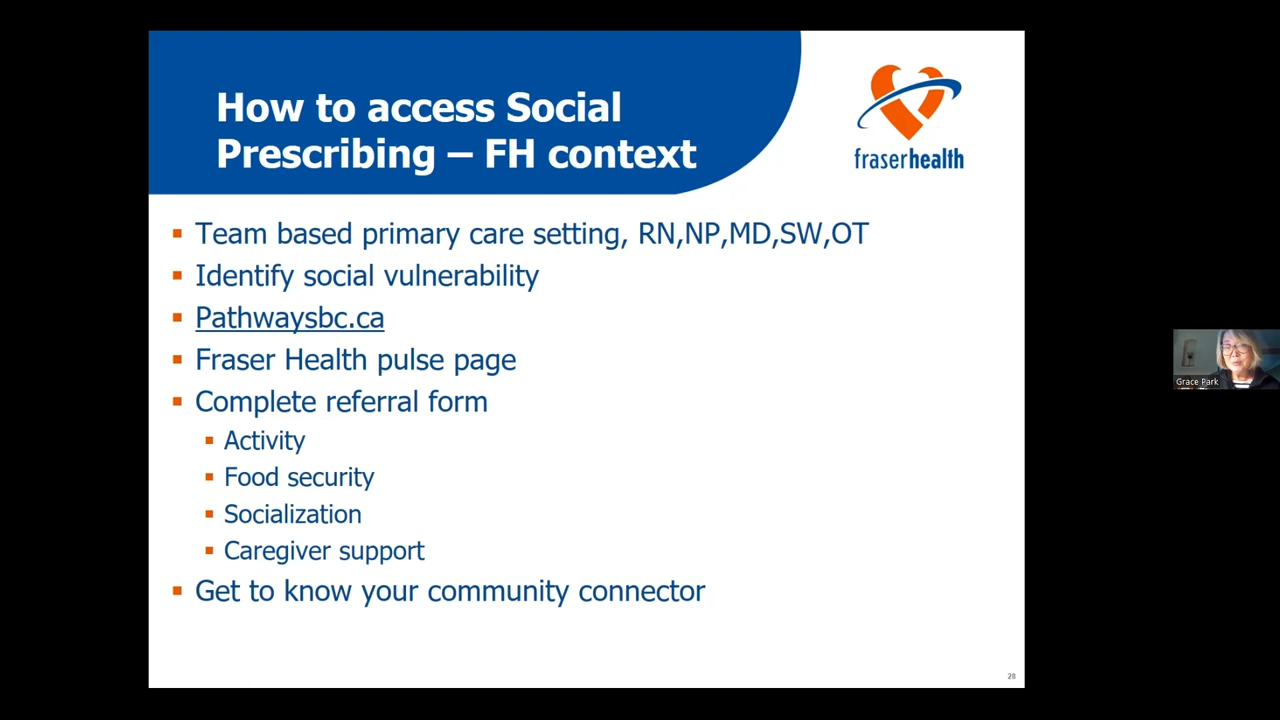 How to access Social
Prescribing – FH context
fraserhealth
Team based primary care setting, RN,NP,MD,SW,OT
Identify social vulnerability
Pathwaysbc.ca
Fraser Health pulse page
Complete referral form
Activity
Food security
Socialization
Caregiver support
Get to know your community connector
28
Grace Park